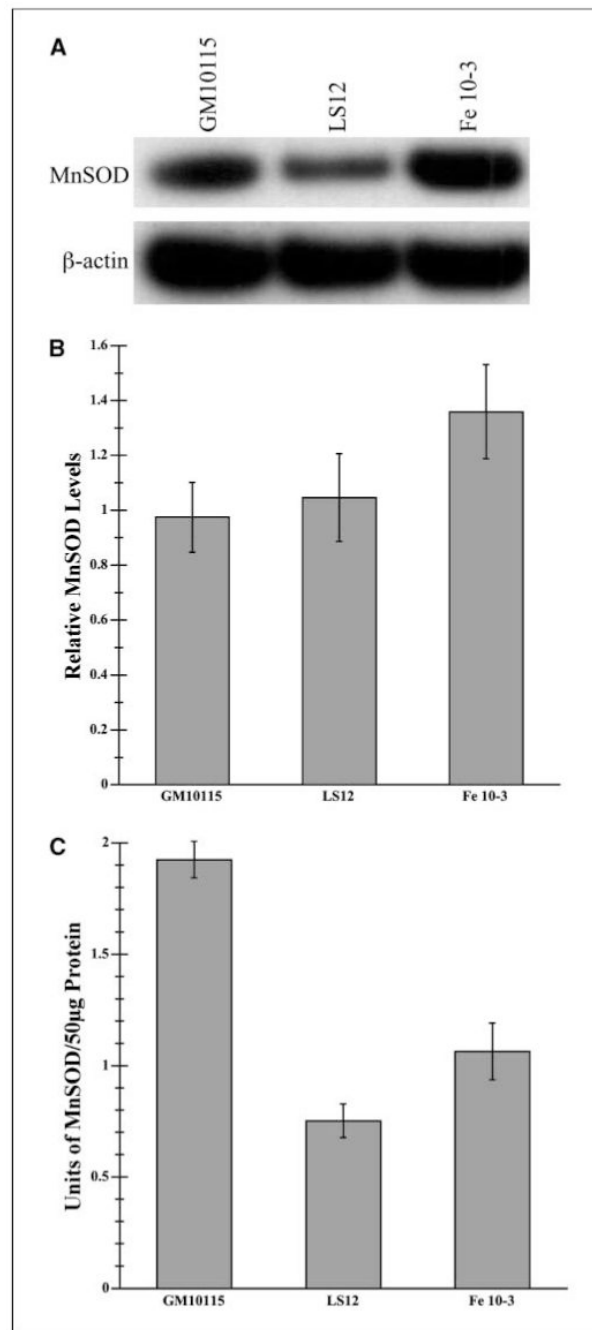 A
GM10115
LS12
Fe 10-3
MnSOD
β-actin
B
Relative MnSOD Levels
1.6
1.4
1.2
1
0.8
0.6
0.4
0.2
0
GM10115 LS12 Fe 10-3
C
Units of MnSOD/50µg Protein
2
1.5
1
0.5
0
GM10115 LS12 Fe 10-3